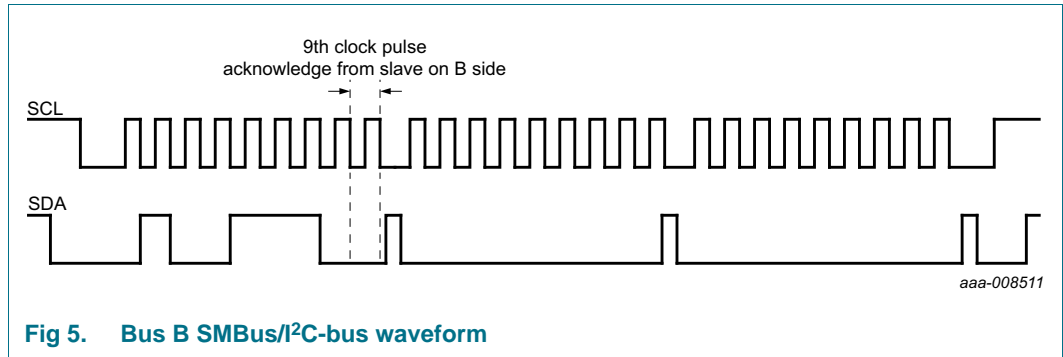 9th clock pulse
acknowledge from slave on B side
SCL
SDA
aaa-008511
Fig 5. Bus B SMBus/I²C-bus waveform